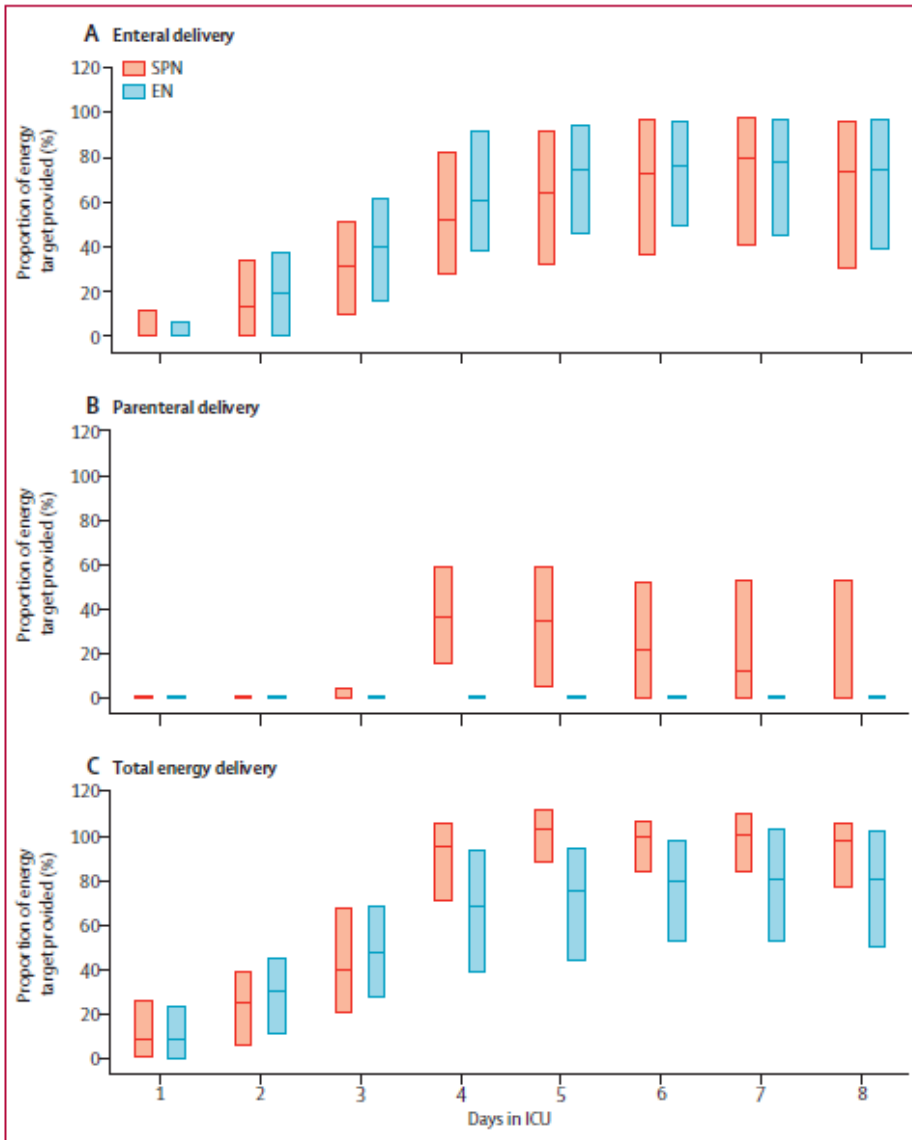 A Enteral delivery
SPN
EN
120
100
80
60
40
20
0
Proportion of energy
target provided (%)
B Parenteral delivery
120
100
80
60
40
20
0
Proportion of energy
target provided (%)
C Total energy delivery
120
100
80
60
40
20
0
Proportion of energy
target provided (%)
1 2 3 4 5 6 7 8
Days in ICU